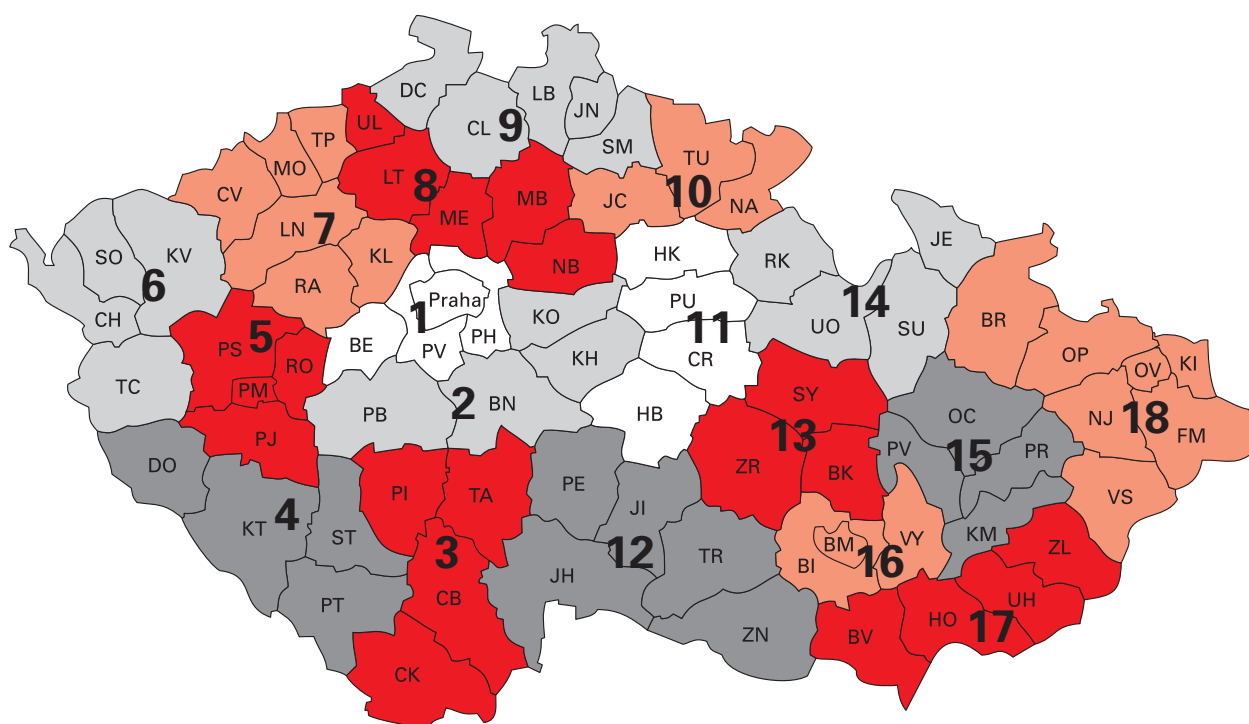 DC
LB
JN
UL
CL
9
SM
TP
MO
LT
8
MB
TU
10
CV
ME
JC
NA
LN
7
KL
NB
HK
RK
JE
SO
KV
6
RA
Praha
1
PU
14
CH
BE
PV
PH
KO
11
UO
SU
BR
PS
5
RO
KH
CR
OP
OV
KI
TC
PM
PB
2
BN
HB
SY
OC
NJ
18
FM
PJ
13
PV
15
PR
DO
ZR
BK
PI
TA
PE
JI
VS
KT
4
ST
KM
ZL
3
12
TR
BM
VY
16
BI
JH
PT
CB
UH
ZN
BV
HO
17
CK